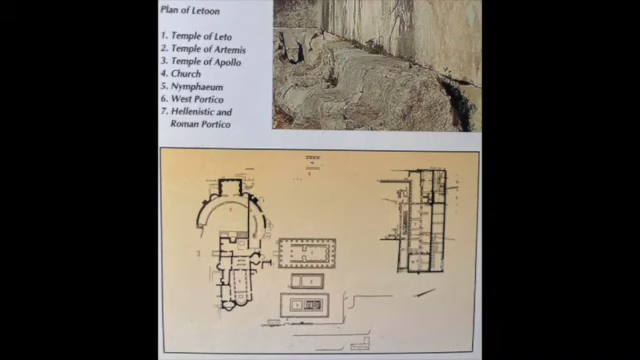 Plan of Letoon
1. Temple of Leto
2. Temple of Artemis
3. Temple of Apollo
4. Church
5. Nymphaeum
6. West Portico
7. Hellenistic and
Roman Portico